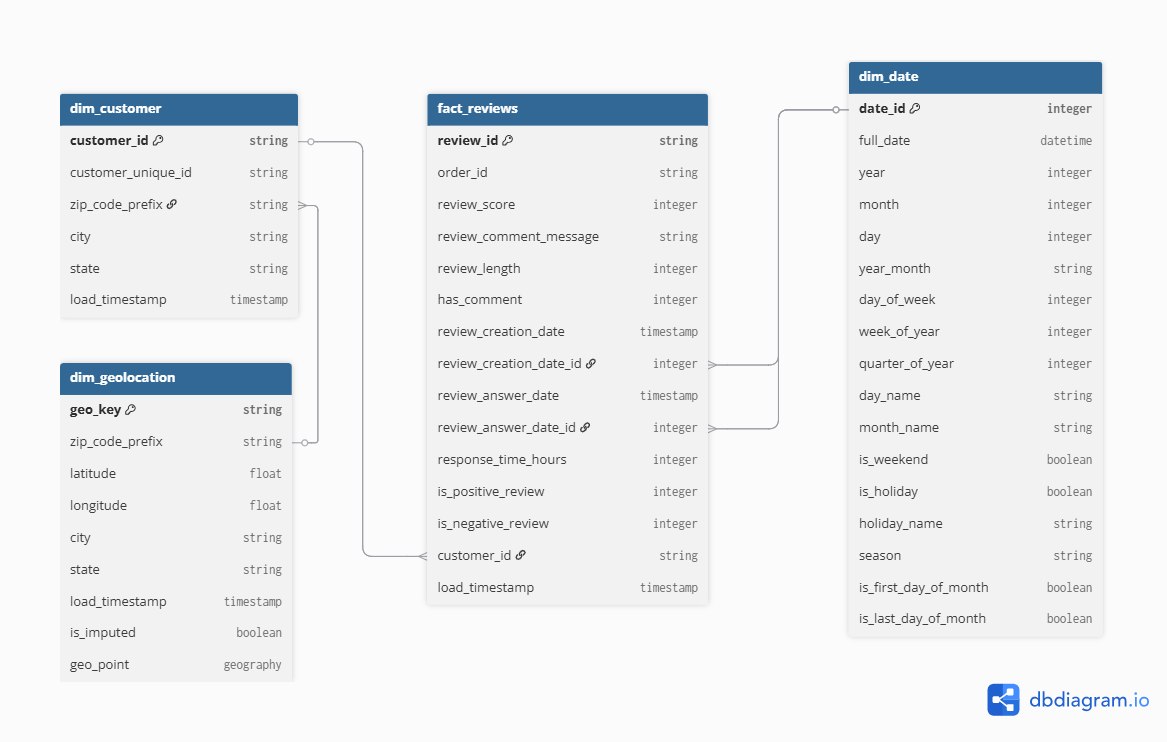 dim_customer
customer_id string
customer_unique_id string
zip_code_prefix string
city string
state string
load_timestamp timestamp
dim_geolocation
geo_key string
zip_code_prefix string
latitude float
longitude float
city string
state string
load_timestamp timestamp
is_imputed boolean
geo_point geography
fact_reviews
review_id string
order_id string
review_score integer
review_comment_message string
review_length integer
has_comment integer
review_creation_date timestamp
review_creation_date_id integer
review_answer_date timestamp
review_answer_date_id integer
response_time_hours integer
is_positive_review integer
is_negative_review integer
customer_id string
load_timestamp timestamp
dim_date
date_id integer
full_date datetime
year integer
month integer
day integer
year_month string
day_of_week integer
week_of_year integer
quarter_of_year integer
day_name string
month_name string
is_weekend boolean
is_holiday boolean
holiday_name string
season string
is_first_day_of_month boolean
is_last_day_of_month boolean
dbdiagram.io